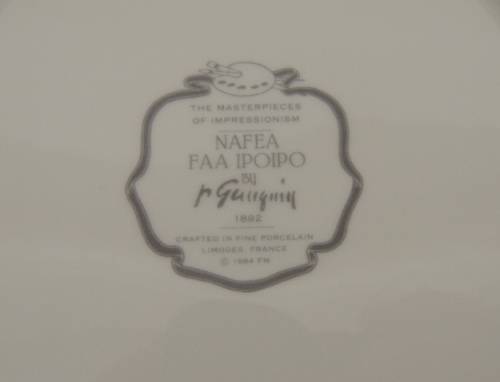 THE MASTERPIECES
OF IMPRESSIONISM
NAFEA
FAA IPOIPO
BY
P Gauguin
1892
CRAFTED IN FINE PORCELAIN
LIMOGES, FRANCE
© 1984 FM